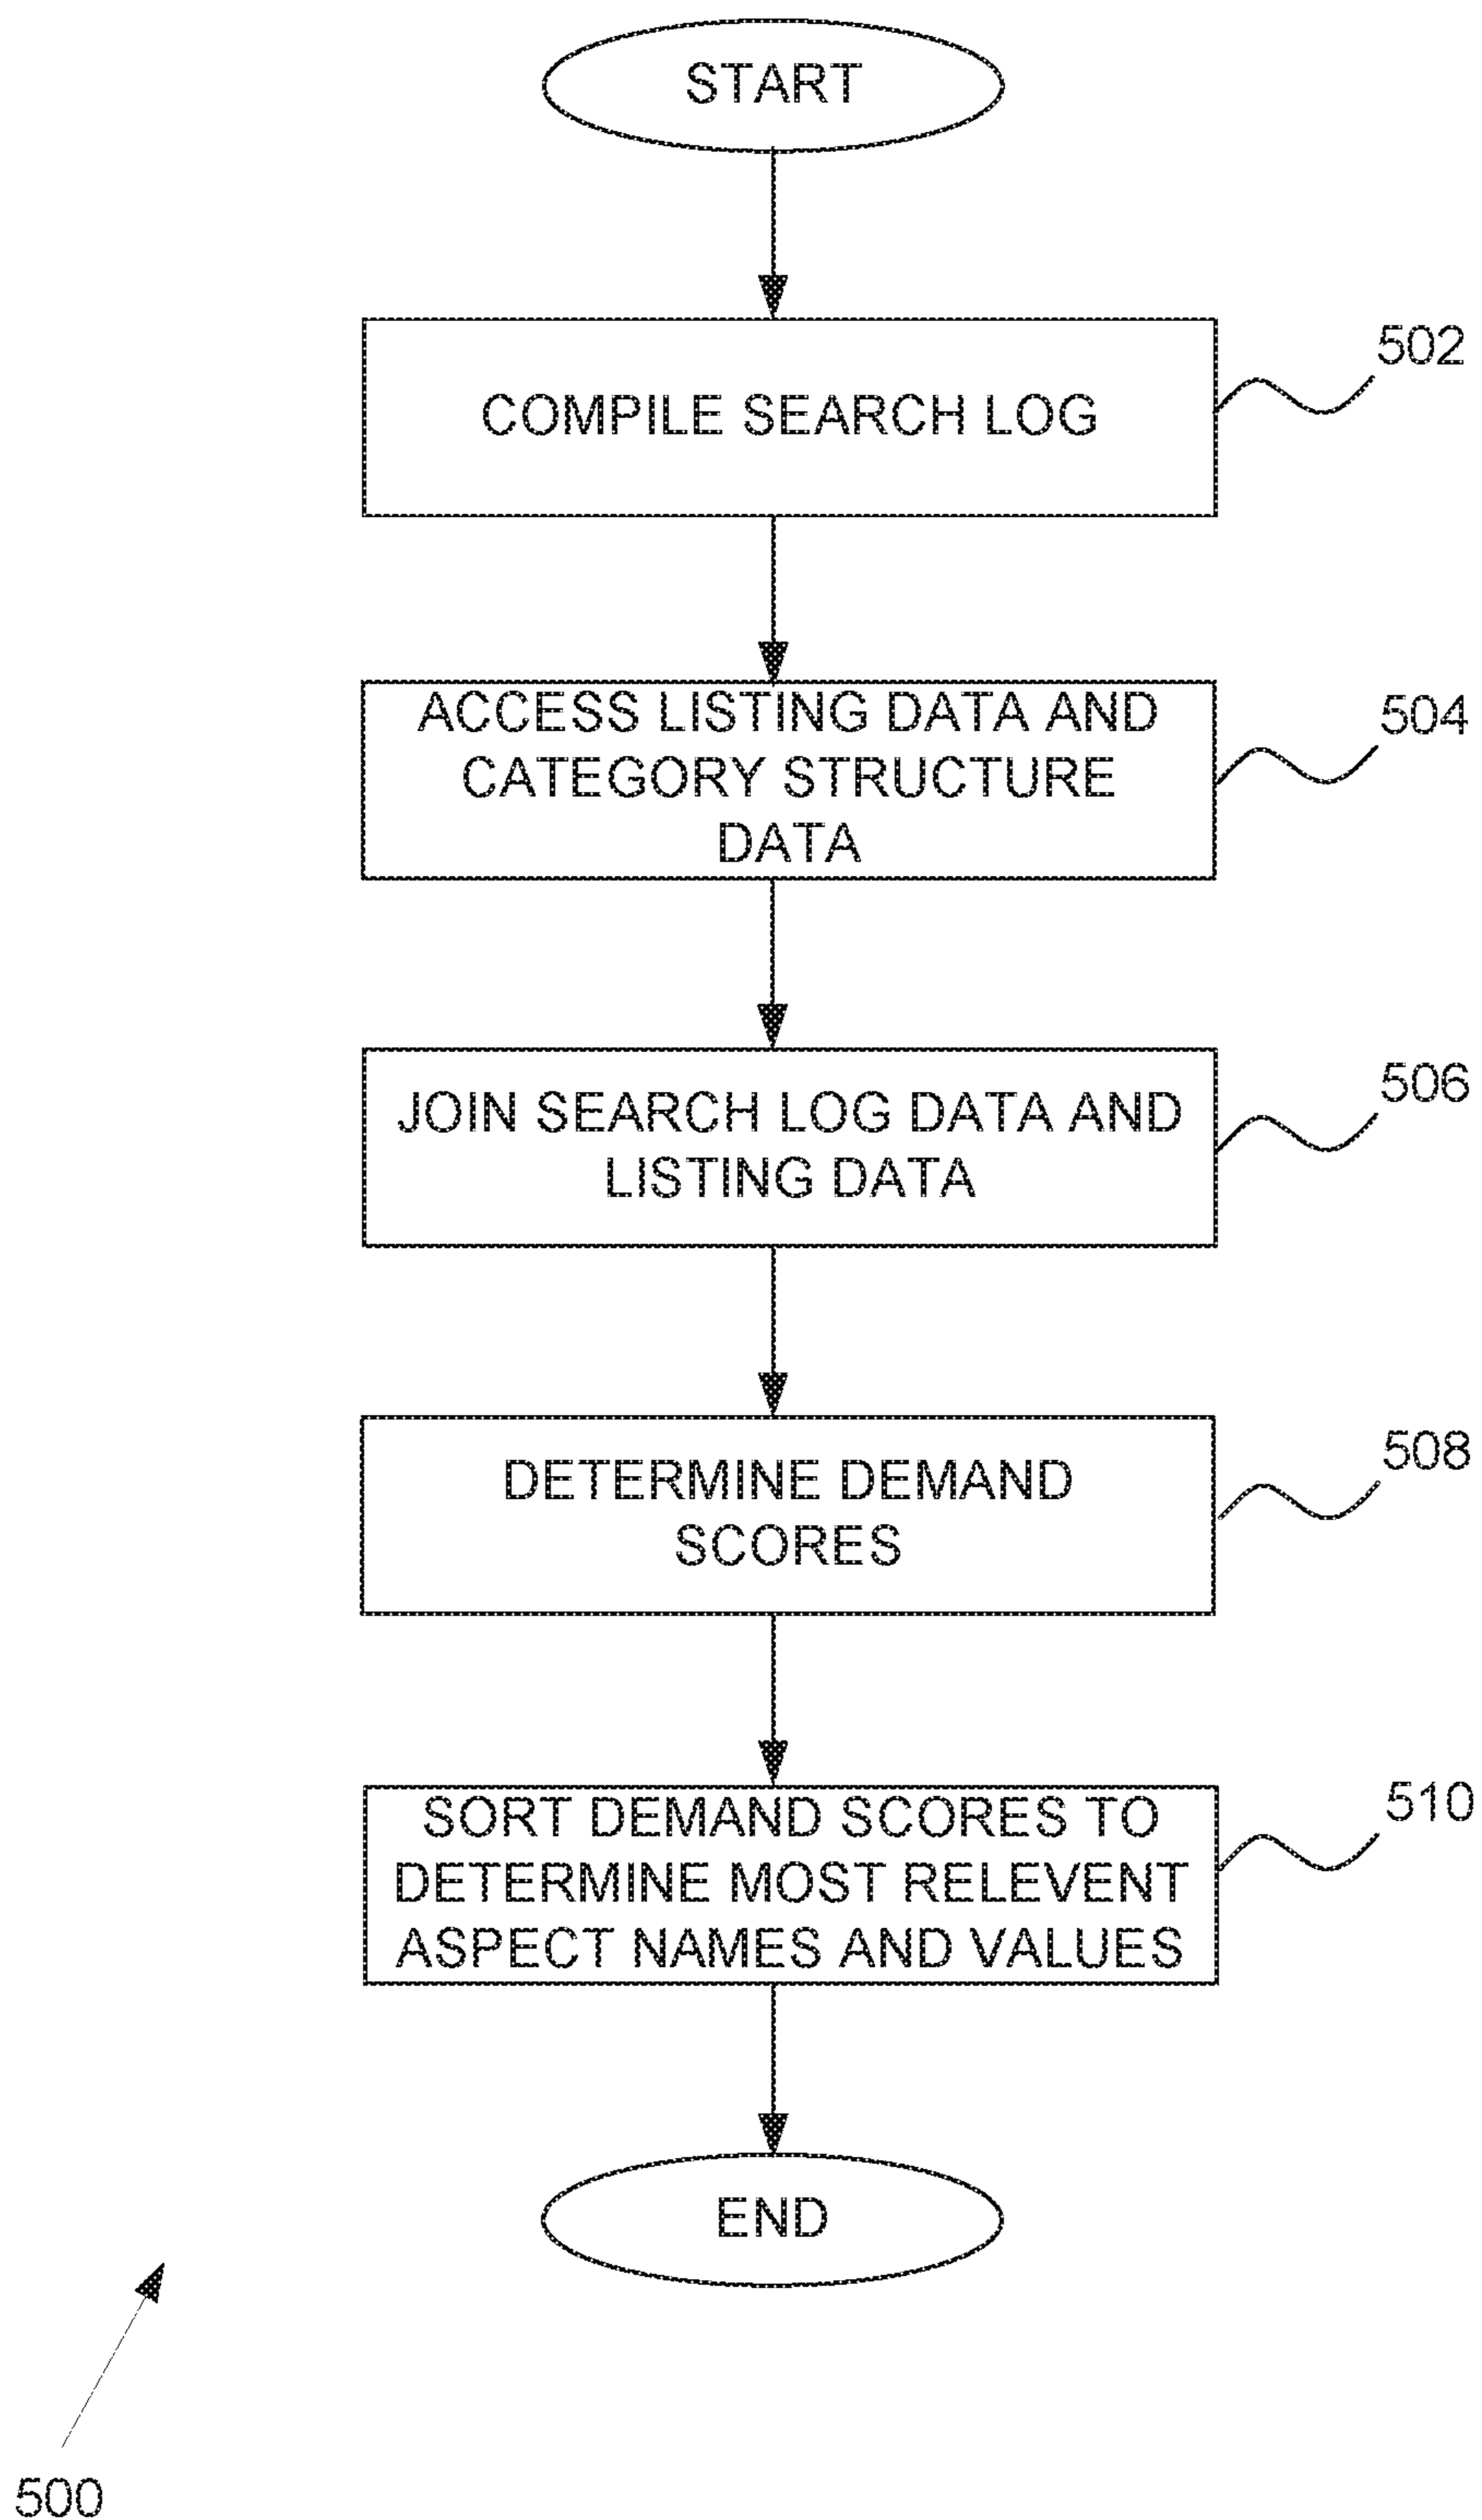 START
COMPILE SEARCH LOG
502
ACCESS LISTING DATA AND
CATEGORY STRUCTURE
DATA
504
JOIN SEARCH LOG DATA AND
LISTING DATA
506
DETERMINE DEMAND
SCORES
508
SORT DEMAND SCORES TO
DETERMINE MOST RELEVENT
ASPECT NAMES AND VALUES
510
END
500